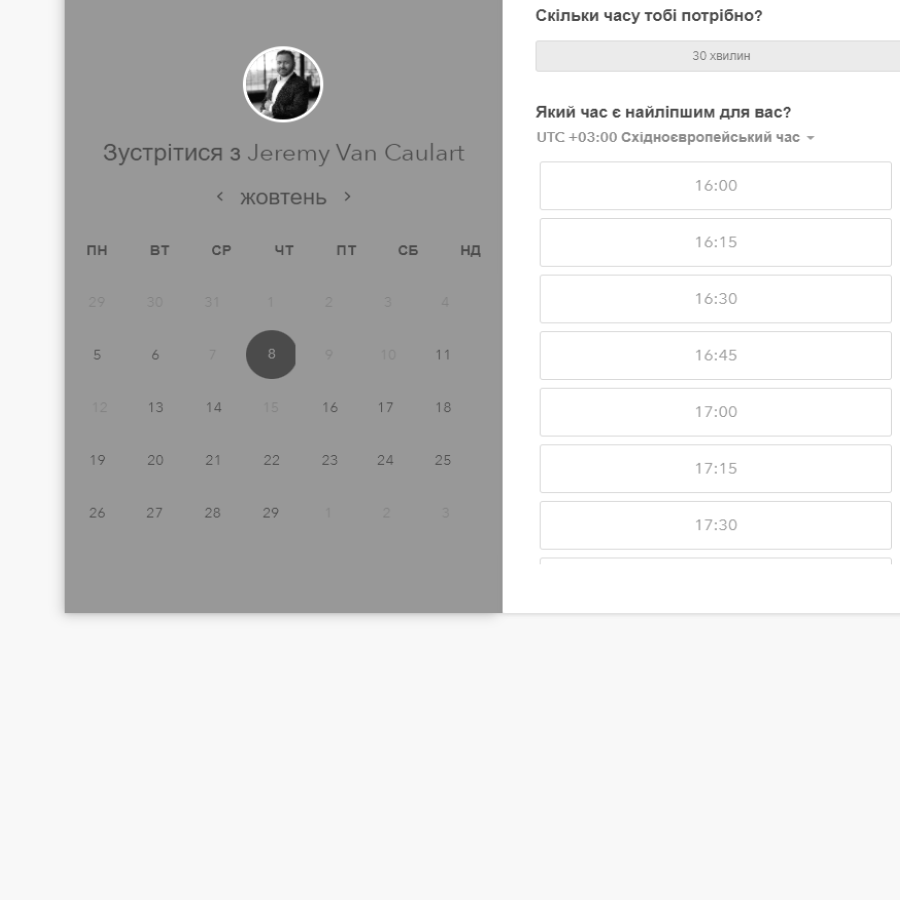 Зустрітися з Jeremy Van Caulart
жовтень
ПН ВТ СР ЧТ ПТ СБ НД
29 30 31 1 2 3 4
5 6 7 8 9 10 11
12 13 14 15 16 17 18
19 20 21 22 23 24 25
26 27 28 29 1 2 3
Скільки часу тобі потрібно?
30 хвилин
Який час є найліпшим для вас?
UTC +03:00 Східноєвропейський час
16:00
16:15
16:30
16:45
17:00
17:15
17:30